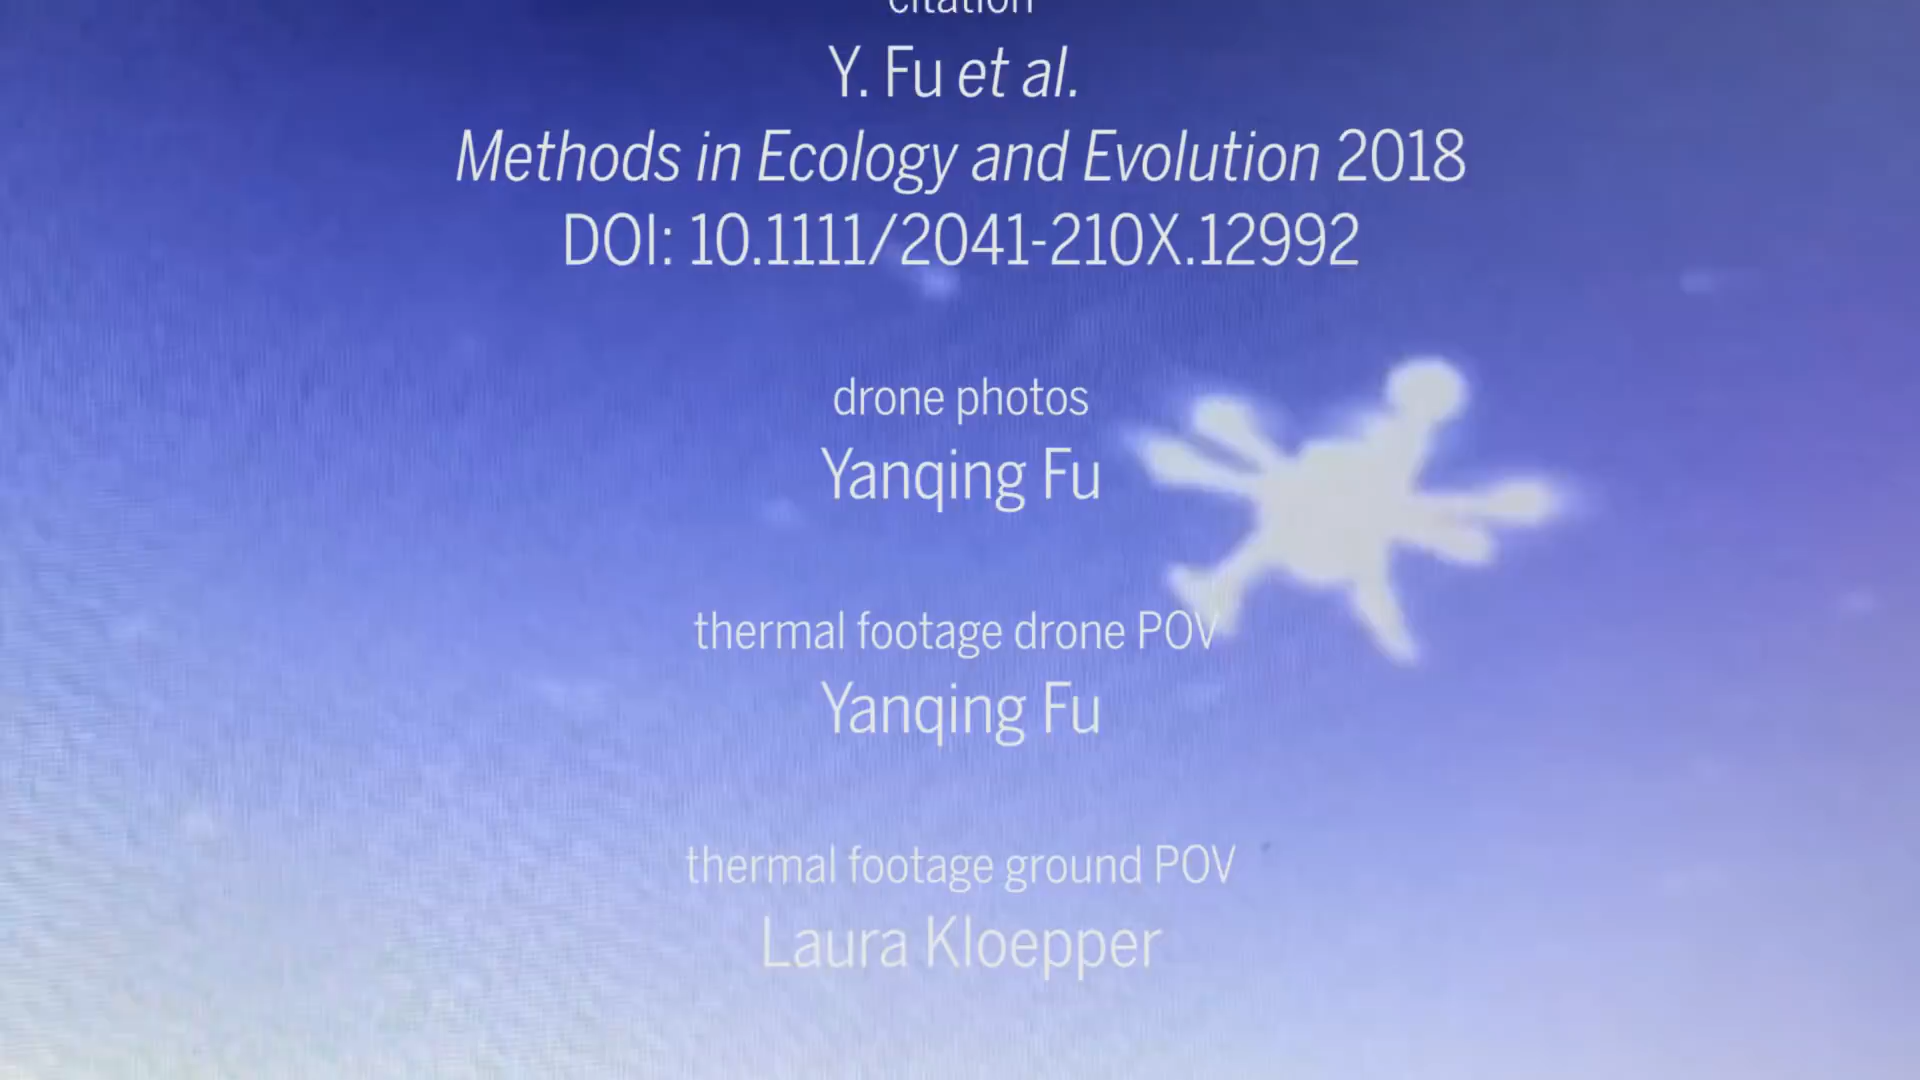 citation
Y. Fu et al.
Methods in Ecology and Evolution 2018
DOI: 10.1111/2041-210X.12992
drone photos
Yanqing Fu
thermal footage drone POV
Yanqing Fu
thermal footage ground POV
Laura Kloepper